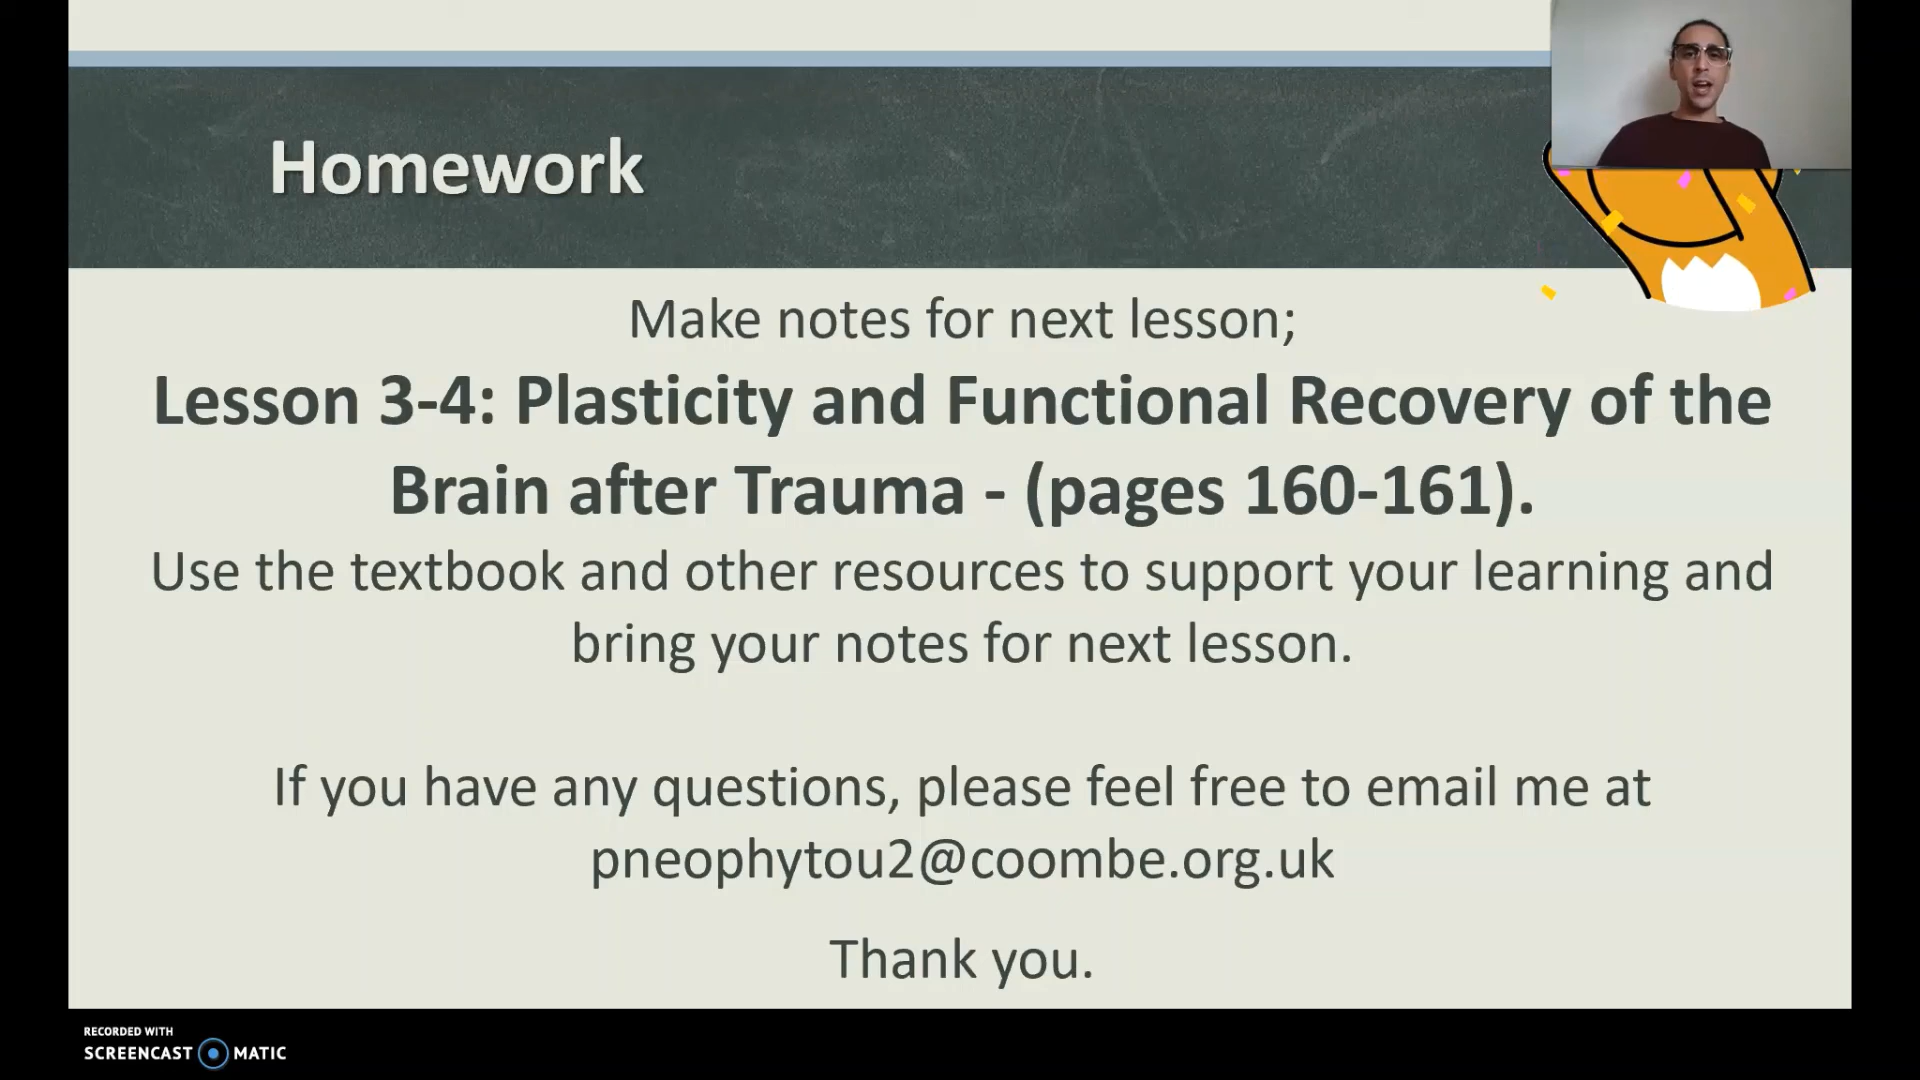 Homework
Make notes for next lesson;
Lesson 3-4: Plasticity and Functional Recovery of the
Brain after Trauma - (pages 160-161).
Use the textbook and other resources to support your learning and
bring your notes for next lesson.
If you have any questions, please feel free to email me at
pneophytou2@coombe.org.uk
Thank you.
RECORDED WITH
SCREENCAST MATIC